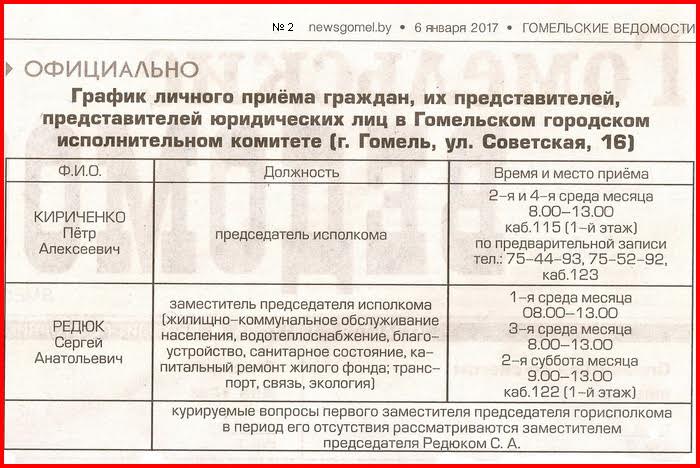 № 2 newsgomel.by • 6 января 2017 • ГОМЕЛЬСКИЕ ВЕДОМОСТИ
ОФИЦИАЛЬНО
График личного приёма граждан, их представителей,
представителей юридических лиц в Гомельском городском
исполнительном комитете (г. Гомель, ул. Советская, 16)
Ф.И.О.
Должность
Время и место приёма
КИРИЧЕНКО
Пётр
Алексеевич
председатель исполкома
2-я и 4-я среда месяца
8.00–13.00
каб.115 (1-й этаж)
по предварительной записи
тел.: 75-44-93, 75-52-92,
каб.123
РЕДЮК
Сергей
Анатольевич
заместитель председателя исполкома
(жилищно-коммунальное обслуживание
населения, водотеплоснабжение, благо-
устройство, санитарное состояние, ка-
питальный ремонт жилого фонда; транс-
порт, связь, экология)
1-я среда месяца
08.00–13.00
3-я среда месяца
8.00–13.00
2-я суббота месяца
9.00–13.00
каб.122 (1-й этаж)
курируемые вопросы первого заместителя председателя горисполкома
в период его отсутствия рассматриваются заместителем
председателя Редюком С. А.